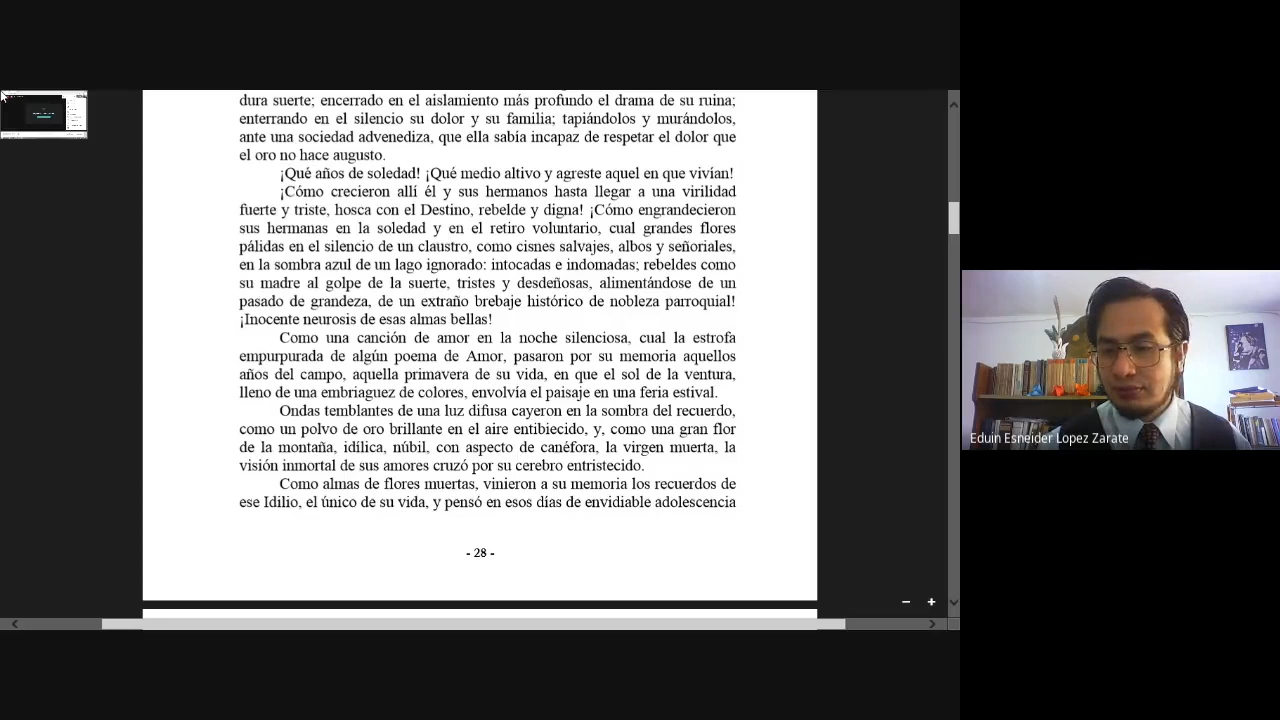 dura suerte; encerrado en el aislamiento más profundo el drama de su ruina;
enterrando en el silencio su dolor y su familia; tapiándolos y murándolos,
ante una sociedad advenediza, que ella sabía incapaz de respetar el dolor que
el oro no hace augusto.
¡Qué años de soledad! ¡Qué medio altivo y agreste aquel en que vivían!
¡Cómo crecieron allí él y sus hermanos hasta llegar a una virilidad
fuerte y triste, hosca con el Destino, rebelde y digna! ¡Cómo engrandecieron
sus hermanas en la soledad y en el retiro voluntario, cual grandes flores
pálidas en el silencio de un claustro, como cisnes salvajes, albos y señoriales,
en la sombra azul de un lago ignorado: intocadas e indomadas; rebeldes como
su madre al golpe de la suerte, tristes y desdeñosas, alimentándose de un
pasado de grandeza, de un extraño brebaje histórico de nobleza parroquial!
¡Inocente neurosis de esas almas bellas!
Como una canción de amor en la noche silenciosa, cual la estrofa
empurpurada de algún poema de Amor, pasaron por su memoria aquellos
años del campo, aquella primavera de su vida, en que el sol de la ventura,
lleno de una embriaguez de colores, envolvía el paisaje en una feria estival.
Ondas temblantes de una luz difusa cayeron en la sombra del recuerdo,
como un polvo de oro brillante en el aire entibiecido, y, como una gran flor
de la montaña, idílica, núbil, con aspecto de canéfora, la virgen muerta, la
visión inmortal de sus amores cruzó por su cerebro entristecido.
Como almas de flores muertas, vinieron a su memoria los recuerdos de
ese Idilio, el único de su vida, y pensó en esos días de envidiable adolescencia
- 28 -
Eduin Esneider Lopez Zarate